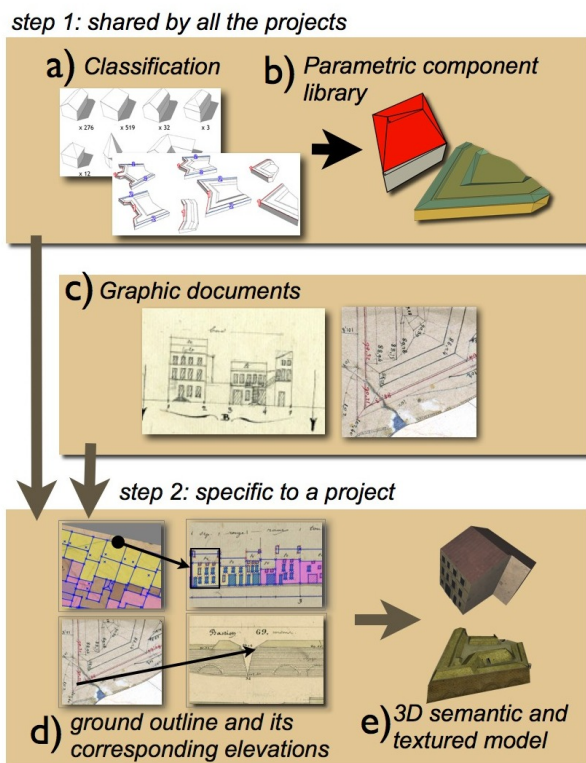 step 1: shared by all the projects
a) Classification
b) Parametric component
library
x 276
x 519
x 32
x 3
x 12
c) Graphic documents
B
step 2: specific to a project
Bastion 69.
d) ground outline and its
corresponding elevations
e) 3D semantic and
textured model